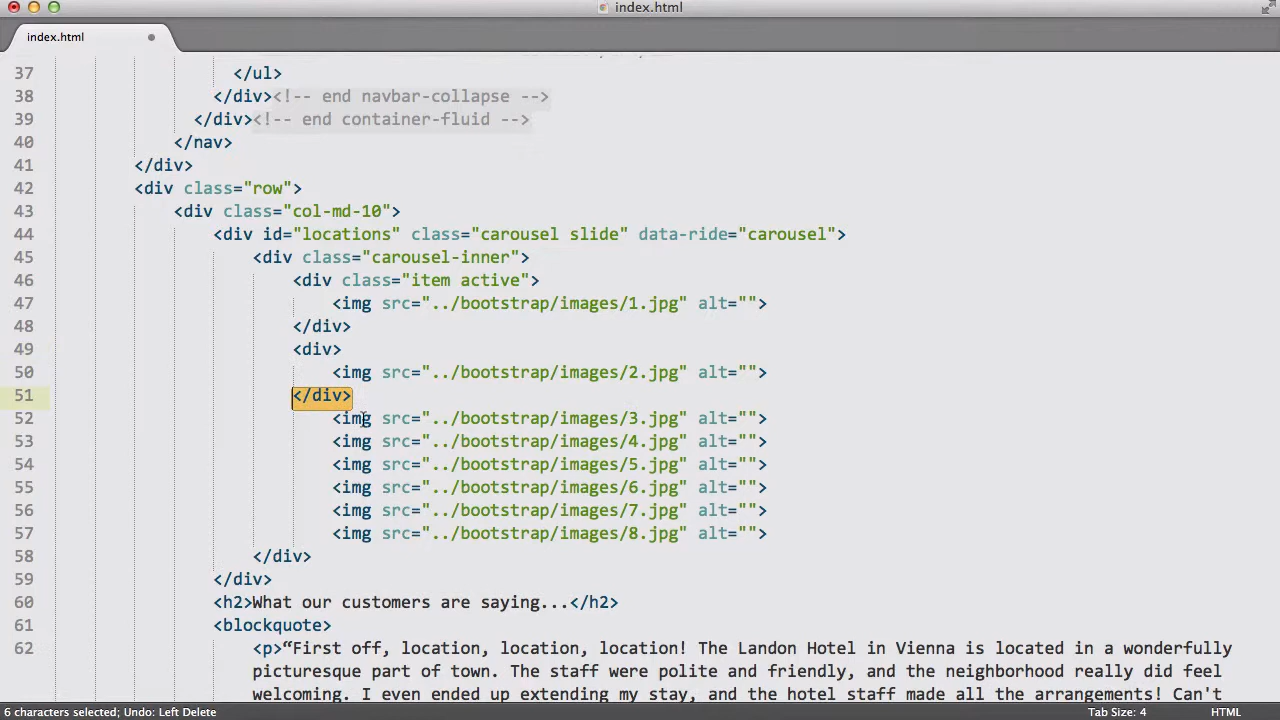 index.html
index.html
37 </ul>
38 </div><!-- end navbar-collapse -->
39 </div><!-- end container-fluid -->
40 </nav>
41 </div>
42 <div class="row">
43 <div class="col-md-10">
44 <div id="locations" class="carousel slide" data-ride="carousel">
45 <div class="carousel-inner">
46 <div class="item active">
47 <img src="../bootstrap/images/1.jpg" alt="">
48 </div>
49 <div>
50 <img src="../bootstrap/images/2.jpg" alt="">
51 </div>
52 <img src="../bootstrap/images/3.jpg" alt="">
53 <img src="../bootstrap/images/4.jpg" alt="">
54 <img src="../bootstrap/images/5.jpg" alt="">
55 <img src="../bootstrap/images/6.jpg" alt="">
56 <img src="../bootstrap/images/7.jpg" alt="">
57 <img src="../bootstrap/images/8.jpg" alt="">
58 </div>
59 </div>
60 <h2>What our customers are saying...</h2>
61 <blockquote>
62 <p>“First off, location, location, location! The Landon Hotel in Vienna is located in a wonderfully
picturesque part of town. The staff were polite and friendly, and the neighborhood really did feel
welcoming. I even ended up extending my stay, and the hotel staff made all the arrangements! Can't
6 characters selected; Undo: Left Delete
Tab Size: 4
HTML